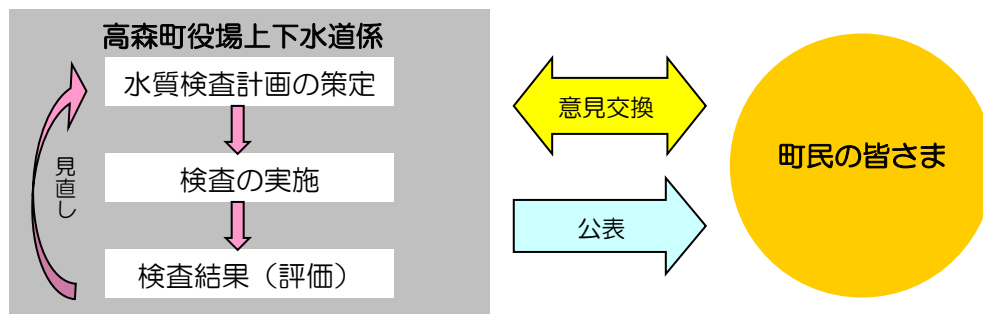 高森町役場上下水道係
水質検査計画の策定
検査の実施
検査結果（評価）
見直し
意見交換
公表
町民の皆さま